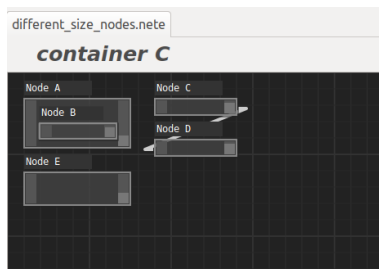 different_size_nodes.nete
container C
Node A
Node B
Node C
Node D
Node E